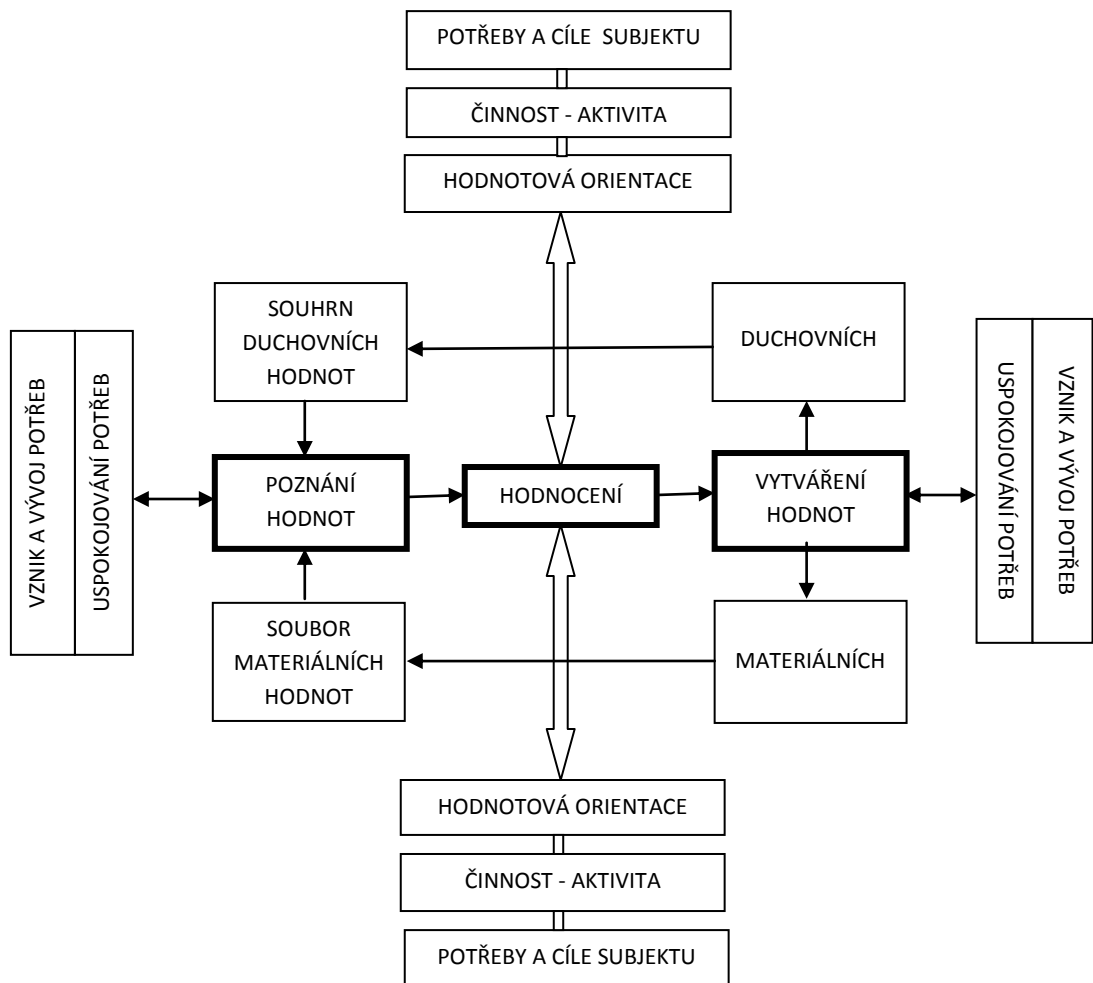 POTŘEBY A CÍLE  SUBJEKTU
ČINNOST - AKTIVITA
HODNOTOVÁ ORIENTACE
SOUHRN
DUCHOVNÍCH
HODNOT
DUCHOVNÍCH
VZNIK A VÝVOJ POTŘEB
USPOKOJOVÁNÍ POTŘEB
POZNÁNÍ
HODNOT
HODNOCENÍ
VYTVÁŘENÍ
HODNOT
USPOKOJOVÁNÍ POTŘEB
VZNIK A VÝVOJ POTŘEB
SOUBOR
MATERIÁLNÍCH
HODNOT
MATERIÁLNÍCH
HODNOTOVÁ ORIENTACE
ČINNOST - AKTIVITA
POTŘEBY A CÍLE SUBJEKTU